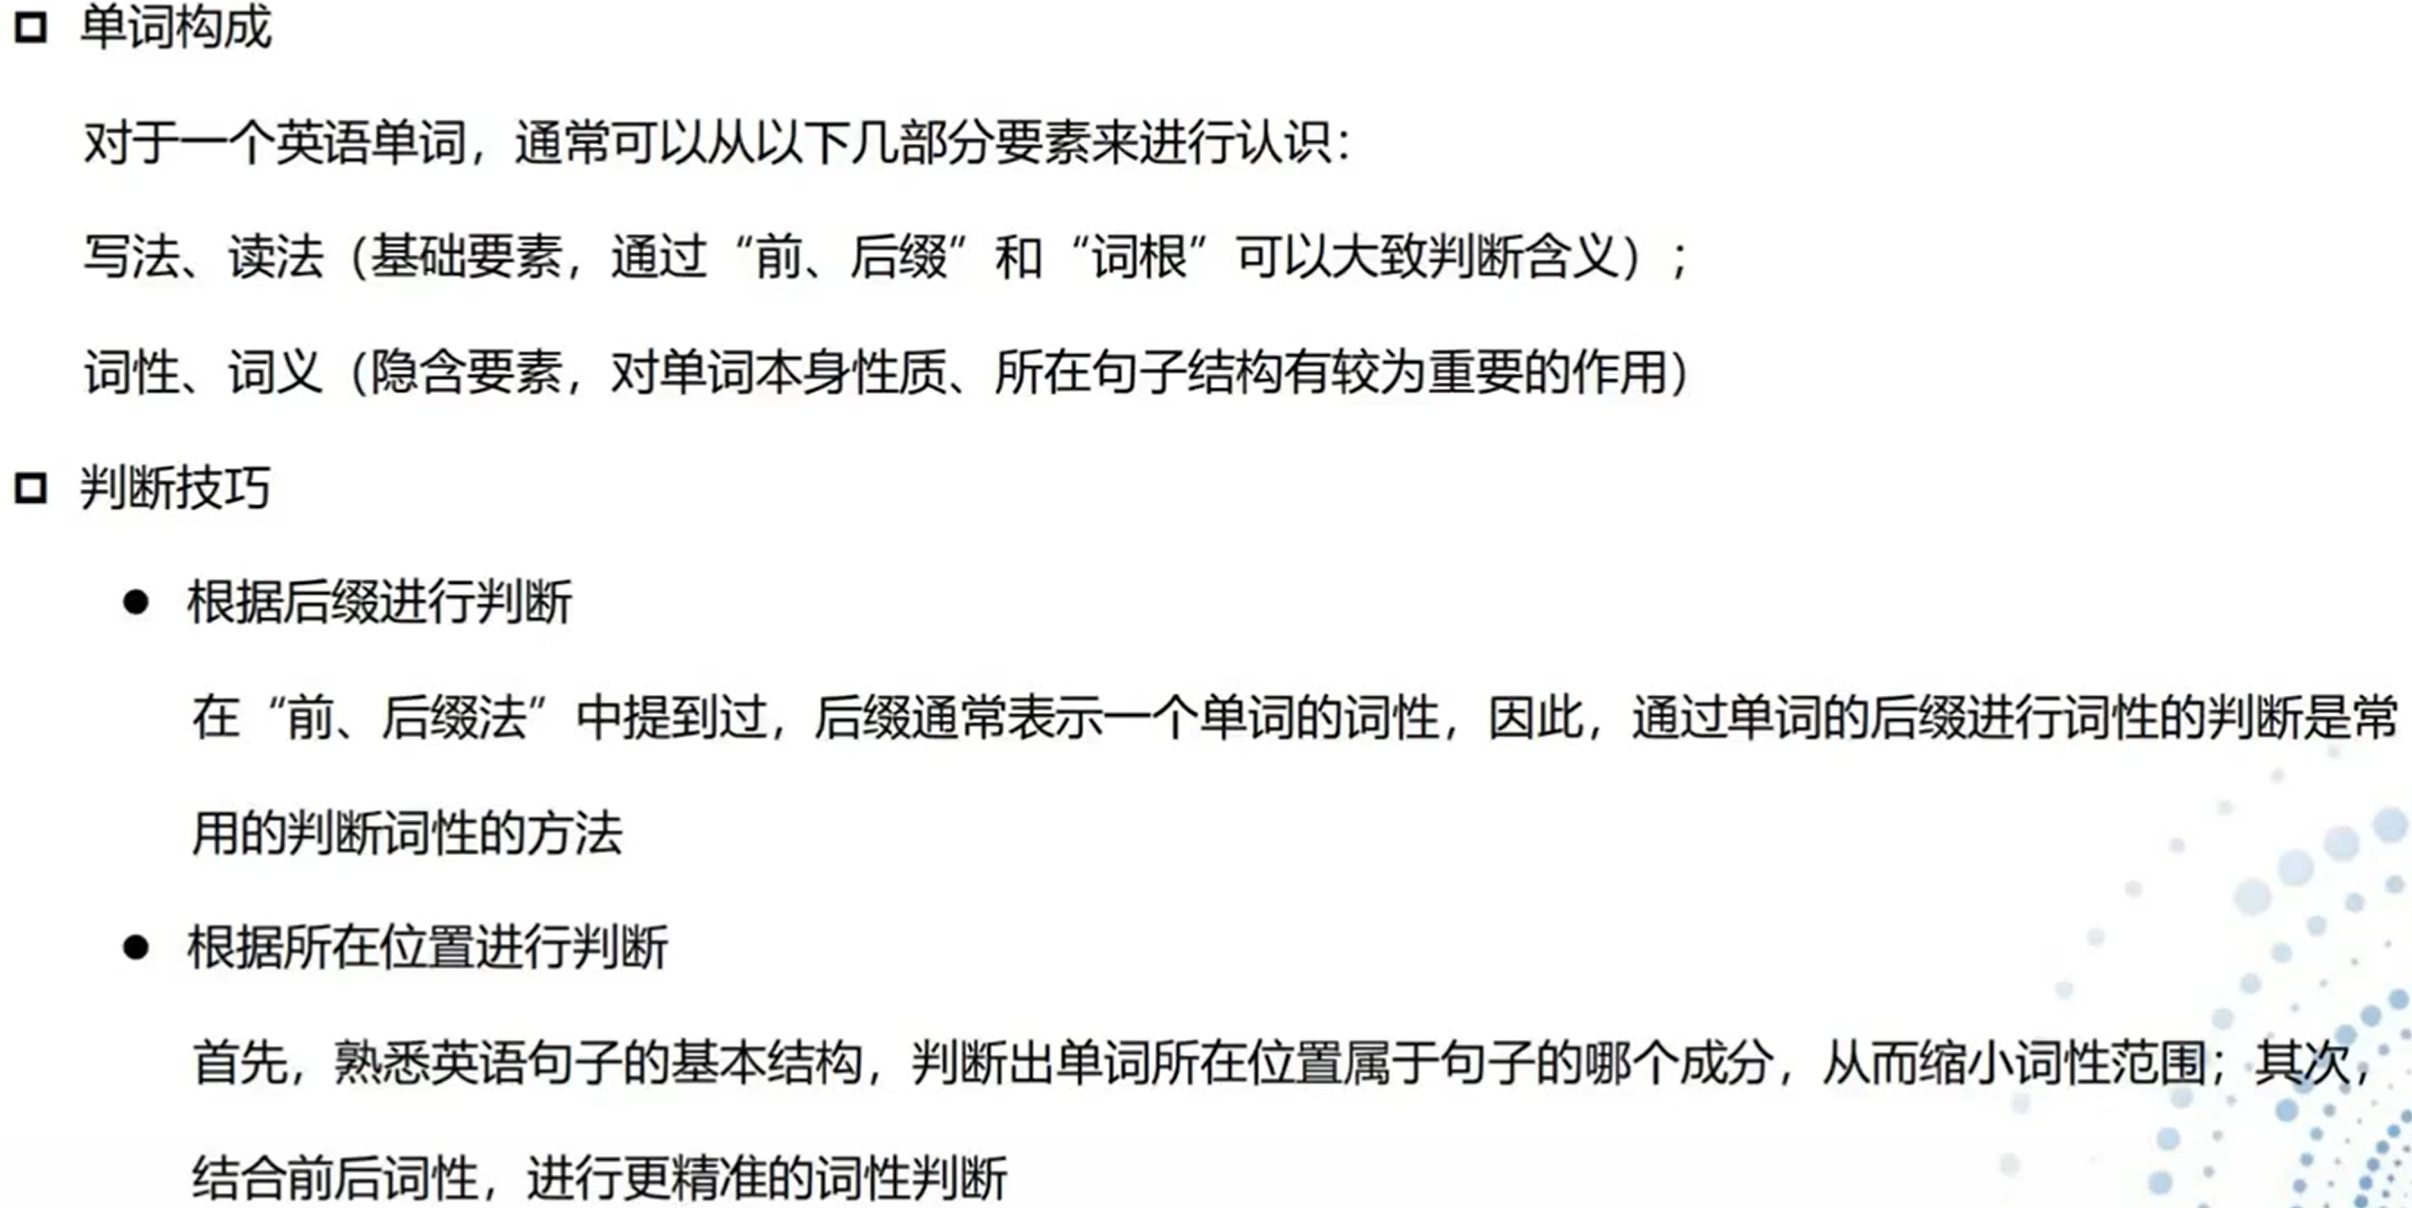 单词构成
对于一个英语单词，通常可以从以下几部分要素来进行认识：
写法、读法（基础要素，通过“前、后缀”和“词根”可以大致判断含义）；
词性、词义（隐含要素，对单词本身性质、所在句子结构有较为重要的作用）
判断技巧
根据后缀进行判断
在“前、后缀法”中提到过，后缀通常表示一个单词的词性，因此，通过单词的后缀进行词性的判断是常
用的判断词性的方法
根据所在位置进行判断
首先，熟悉英语句子的基本结构，判断出单词所在位置属于句子的哪个成分，从而缩小词性范围；其次，
结合前后词性，进行更精准的词性判断